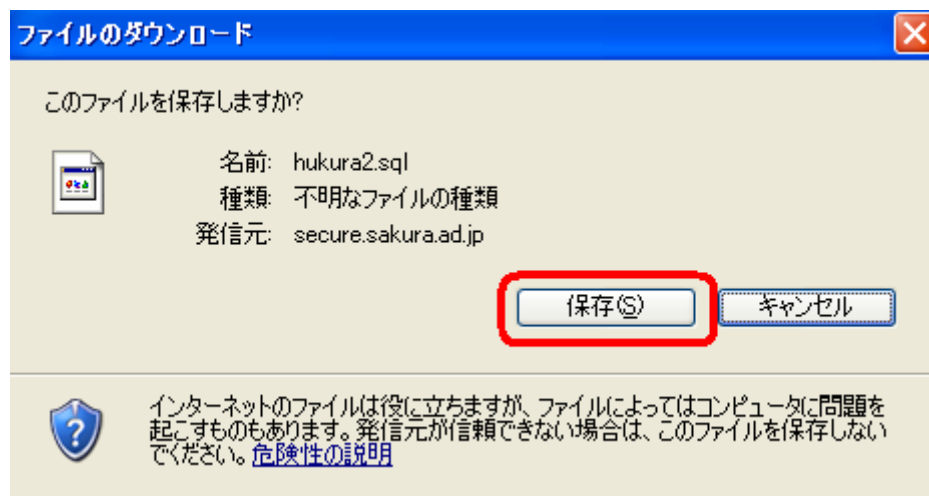 ファイルのダウンロード
このファイルを保存しますか?
名前: hukura2.sql
種類: 不明なファイルの種類
発信元: secure.sakura.ad.jp
保存(S) キャンセル
インターネットのファイルは役に立ちますが、ファイルによってはコンピュータに問題を
起こすものもあります。発信元が信頼できない場合は、このファイルを保存しない
でください。危険性の説明